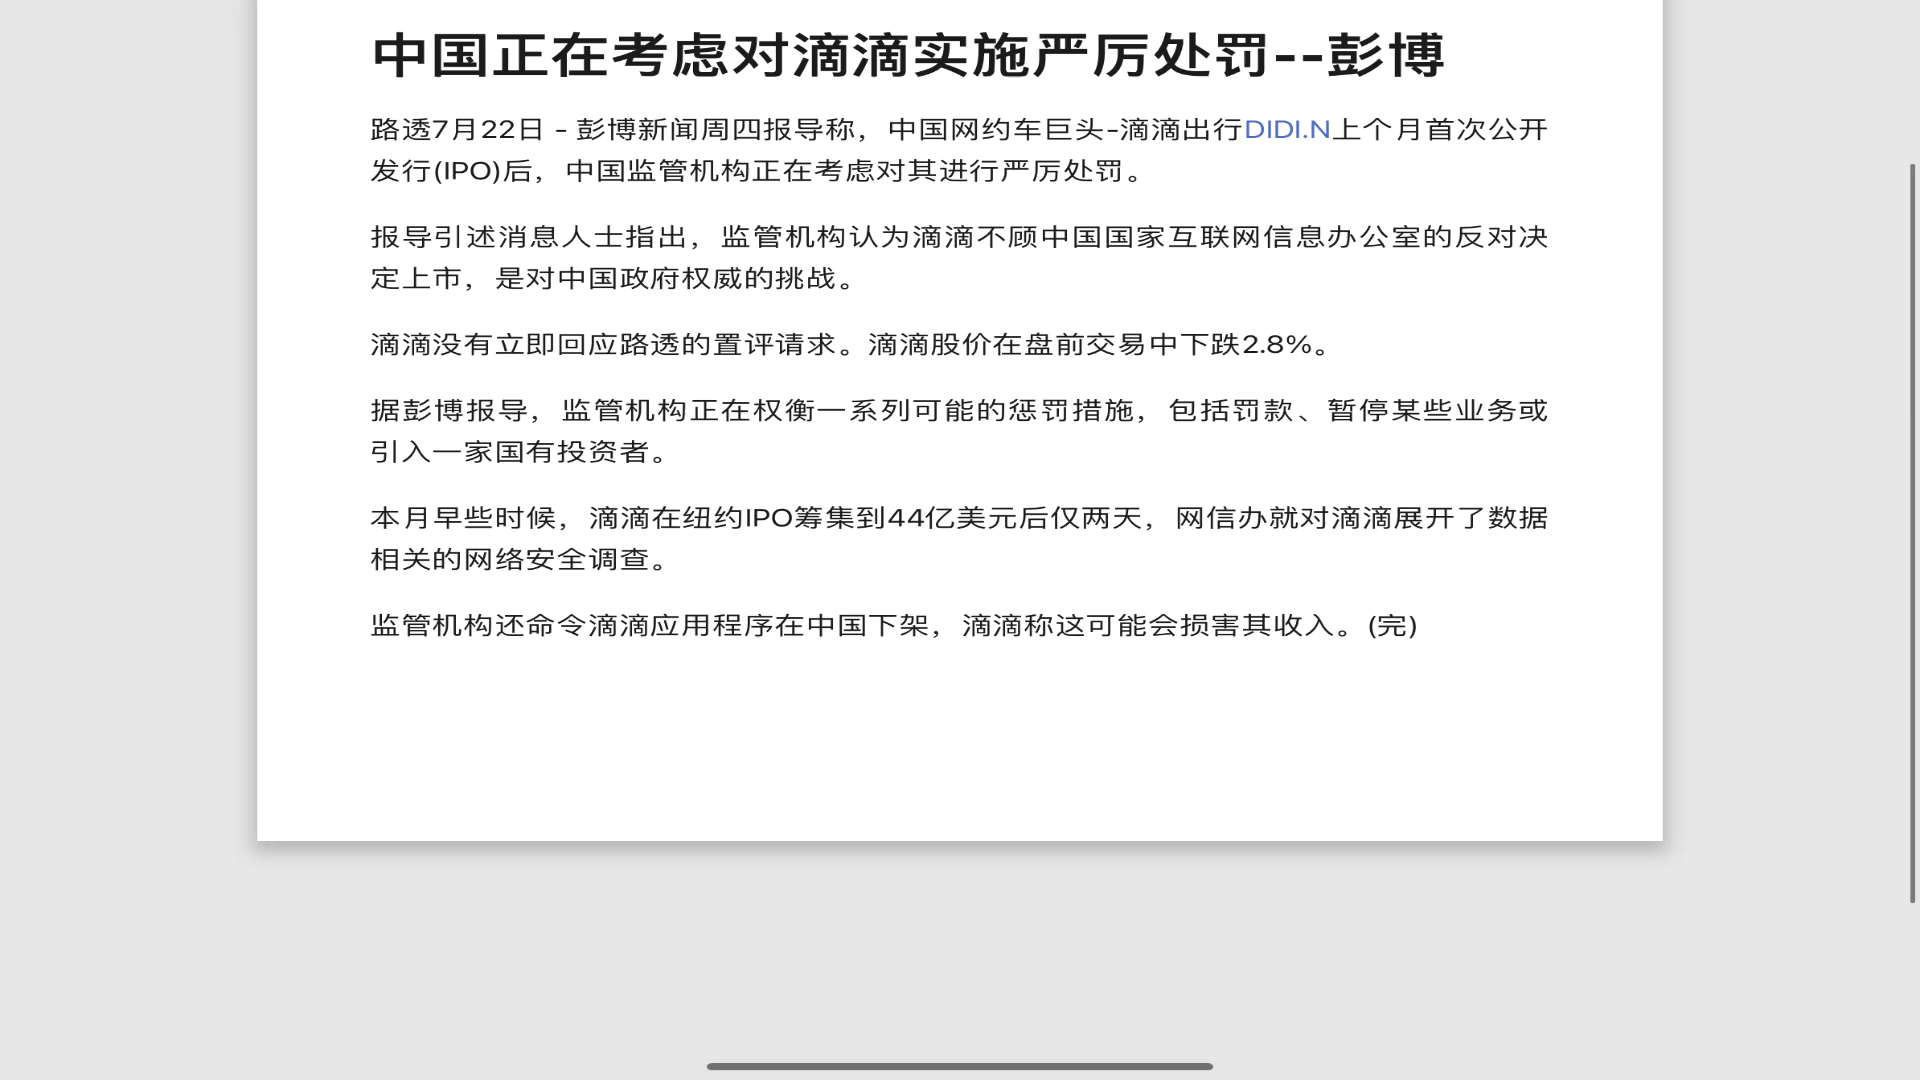 中国正在考虑对滴滴实施严厉处罚--彭博
路透7月22日 - 彭博新闻周四报导称，中国网约车巨头-滴滴出行DIDI.N上个月首次公开
发行(IPO)后，中国监管机构正在考虑对其进行严厉处罚。
报导引述消息人士指出，监管机构认为滴滴不顾中国国家互联网信息办公室的反对决
定上市，是对中国政府权威的挑战。
滴滴没有立即回应路透的置评请求。滴滴股价在盘前交易中下跌2.8%。
据彭博报导，监管机构正在权衡一系列可能的惩罚措施，包括罚款、暂停某些业务或
引入一家国有投资者。
本月早些时候，滴滴在纽约IPO筹集到44亿美元后仅两天，网信办就对滴滴展开了数据
相关的网络安全调查。
监管机构还命令滴滴应用程序在中国下架，滴滴称这可能会损害其收入。(完)